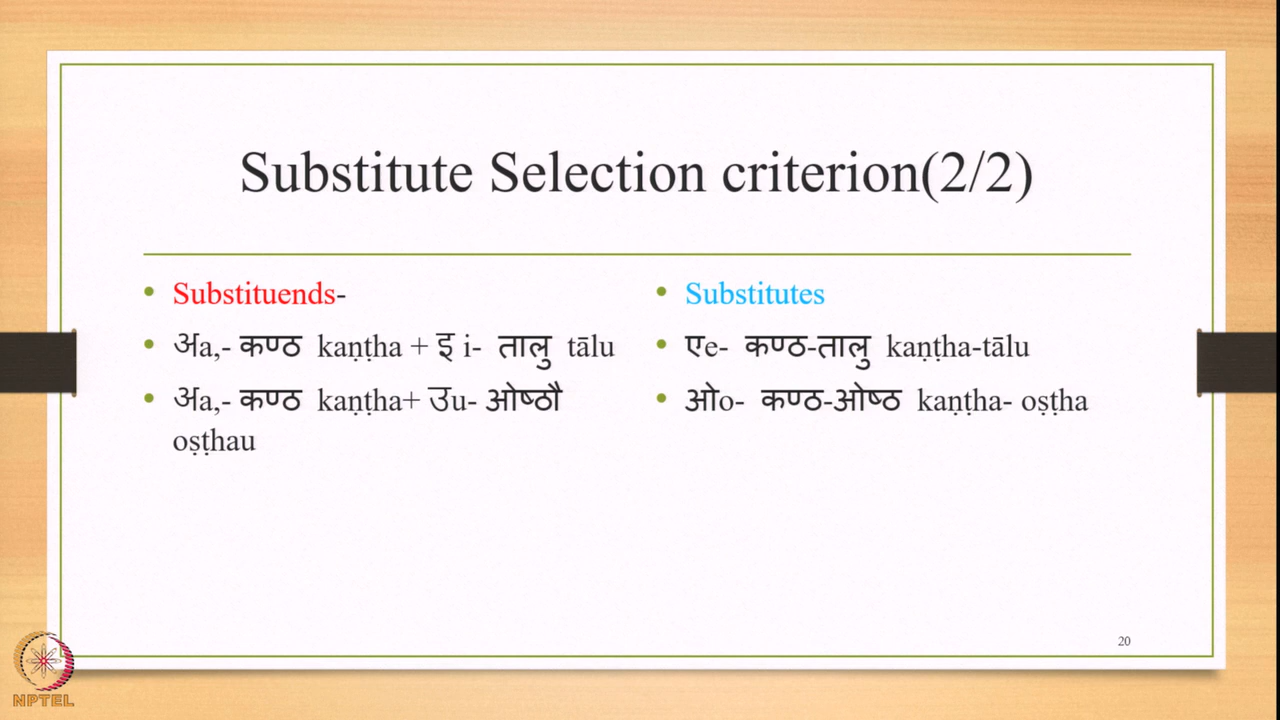 Substitute Selection criterion(2/2)
• Substituends-
• अa,- कण्ठ kaṇṭha + इ i- तालु tālu
• अa,- कण्ठ kaṇṭha+ उu- ओष्ठौ
oṣṭhau
• Substitutes
• एe- कण्ठ-तालु kaṇṭha-tālu
• ओo- कण्ठ-ओष्ठ kaṇṭha- oṣṭha
20
NPTEL